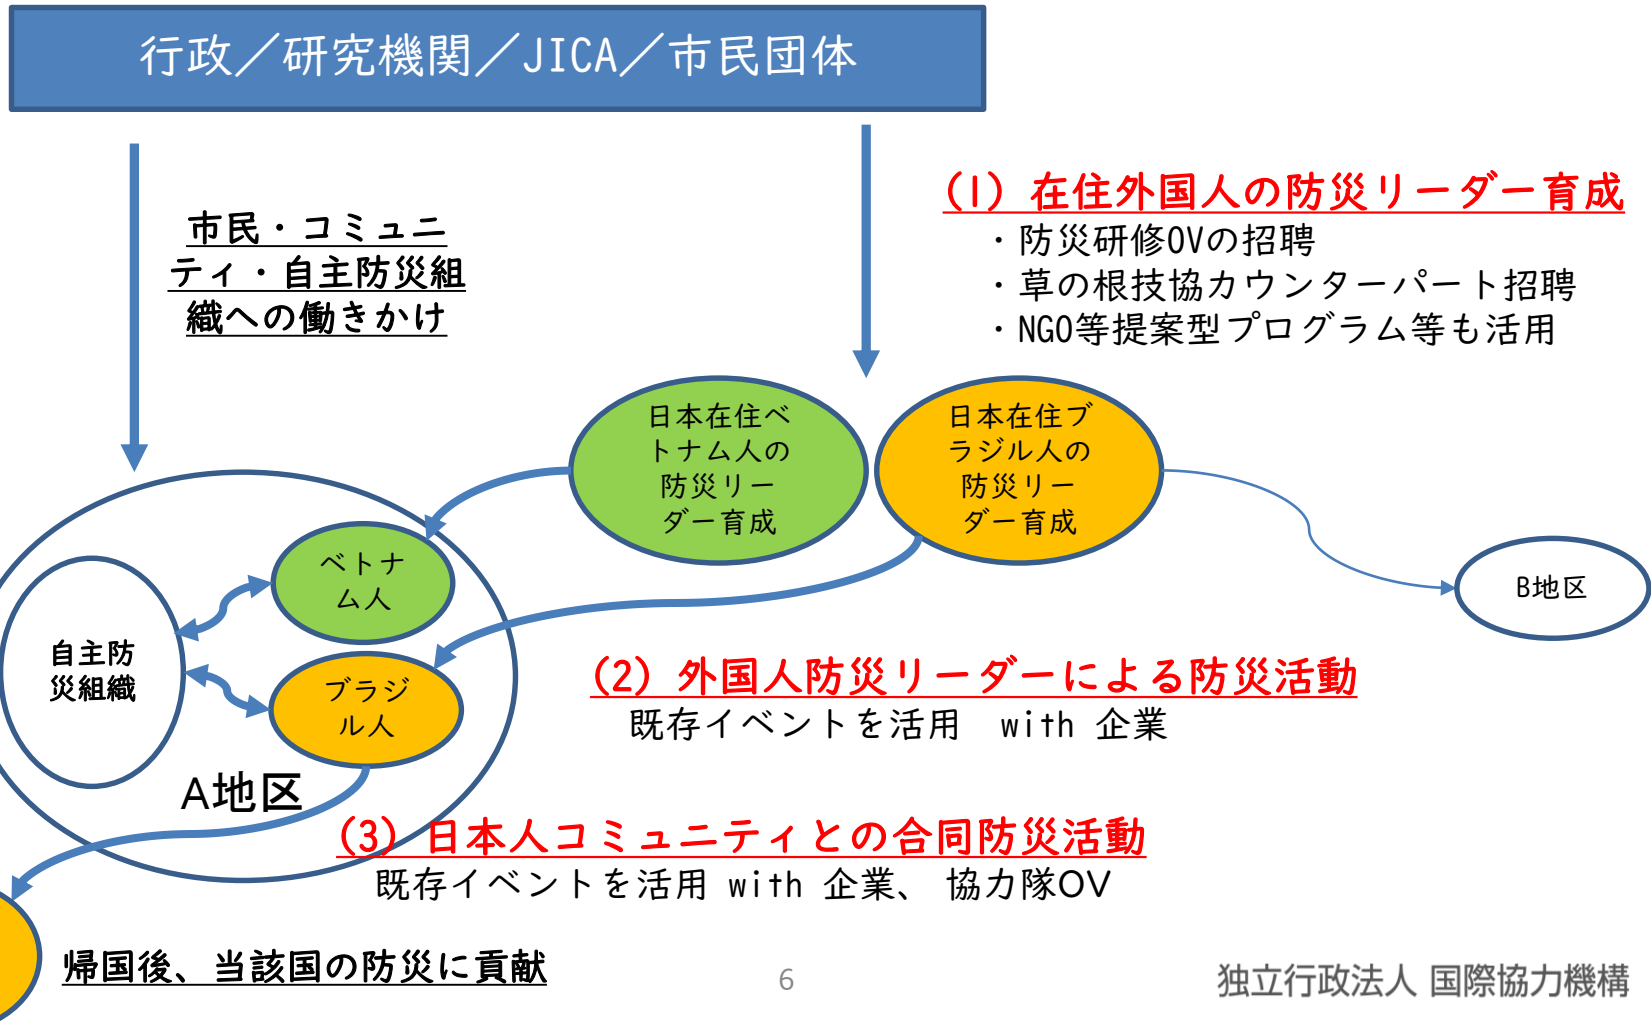 行政／研究機関／JICA／市民団体
市民・コミュニ
ティ・自主防災組
織への働きかけ
(1) 在住外国人の防災リーダー育成
・防災研修OVの招聘
・草の根技協カウンターパート招聘
・NGO等提案型プログラム等も活用
日本在住ベ
トナム人の
防災リー
ダー育成
日本在住ブ
ラジル人の
防災リー
ダー育成
ベトナ
ム人
B地区
自主防
災組織
ブラジ
ル人
(2) 外国人防災リーダーによる防災活動
既存イベントを活用　with 企業
A地区
(3) 日本人コミュニティとの合同防災活動
既存イベントを活用 with 企業、 協力隊OV
帰国後、当該国の防災に貢献
6
独立行政法人 国際協力機構